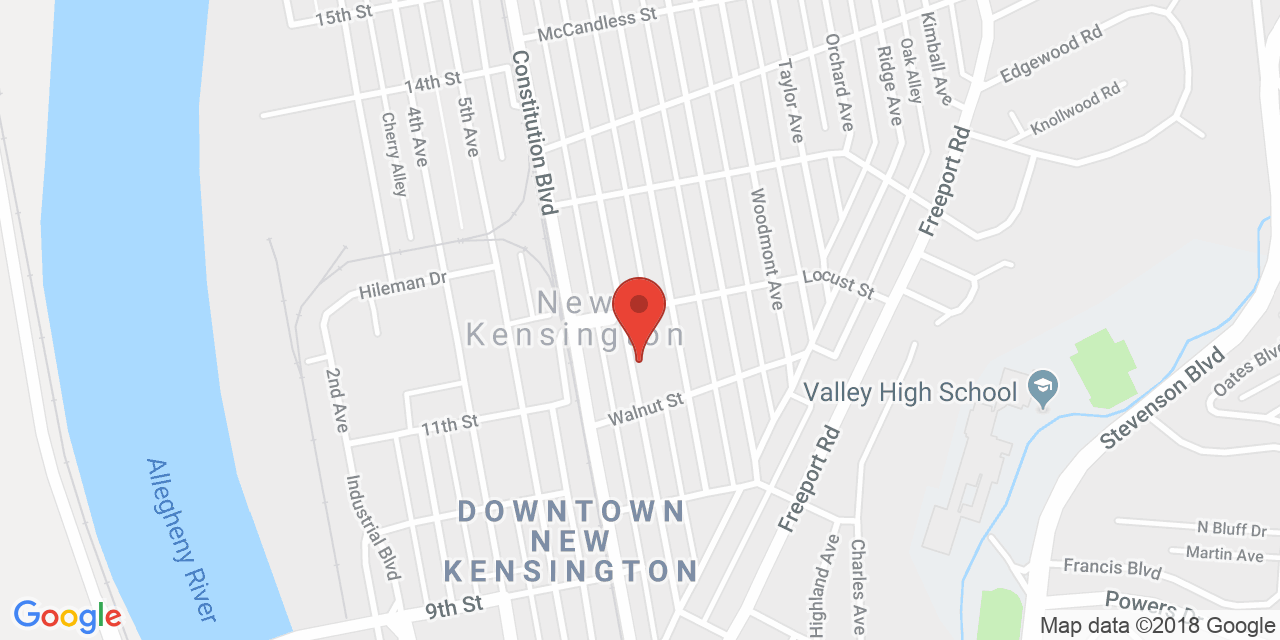 15th St
McCandless St
14th St
Constitution Blvd
Cherry Alley
4th Ave
5th Ave
Taylor Ave
Orchard Ave
Ridge Ave
Oak Alley
Kimball Ave
Edgewood Rd
Knollwood Rd
Freeport Rd
Woodmont Ave
Locust St
Hileman Dr
New
Kensington
2nd Ave
11th St
Walnut St
Valley High School
Stevenson Blvd
Oates Blv
Allegheny River
Industrial Blvd
Freeport Rd
DOWNTOWN
NEW
KENSINGTON
N Bluff Dr
Martin Ave
Francis Blvd
Highland Ave
Charles Ave
9th St
Powers D
Google
Map data ©2018 Google